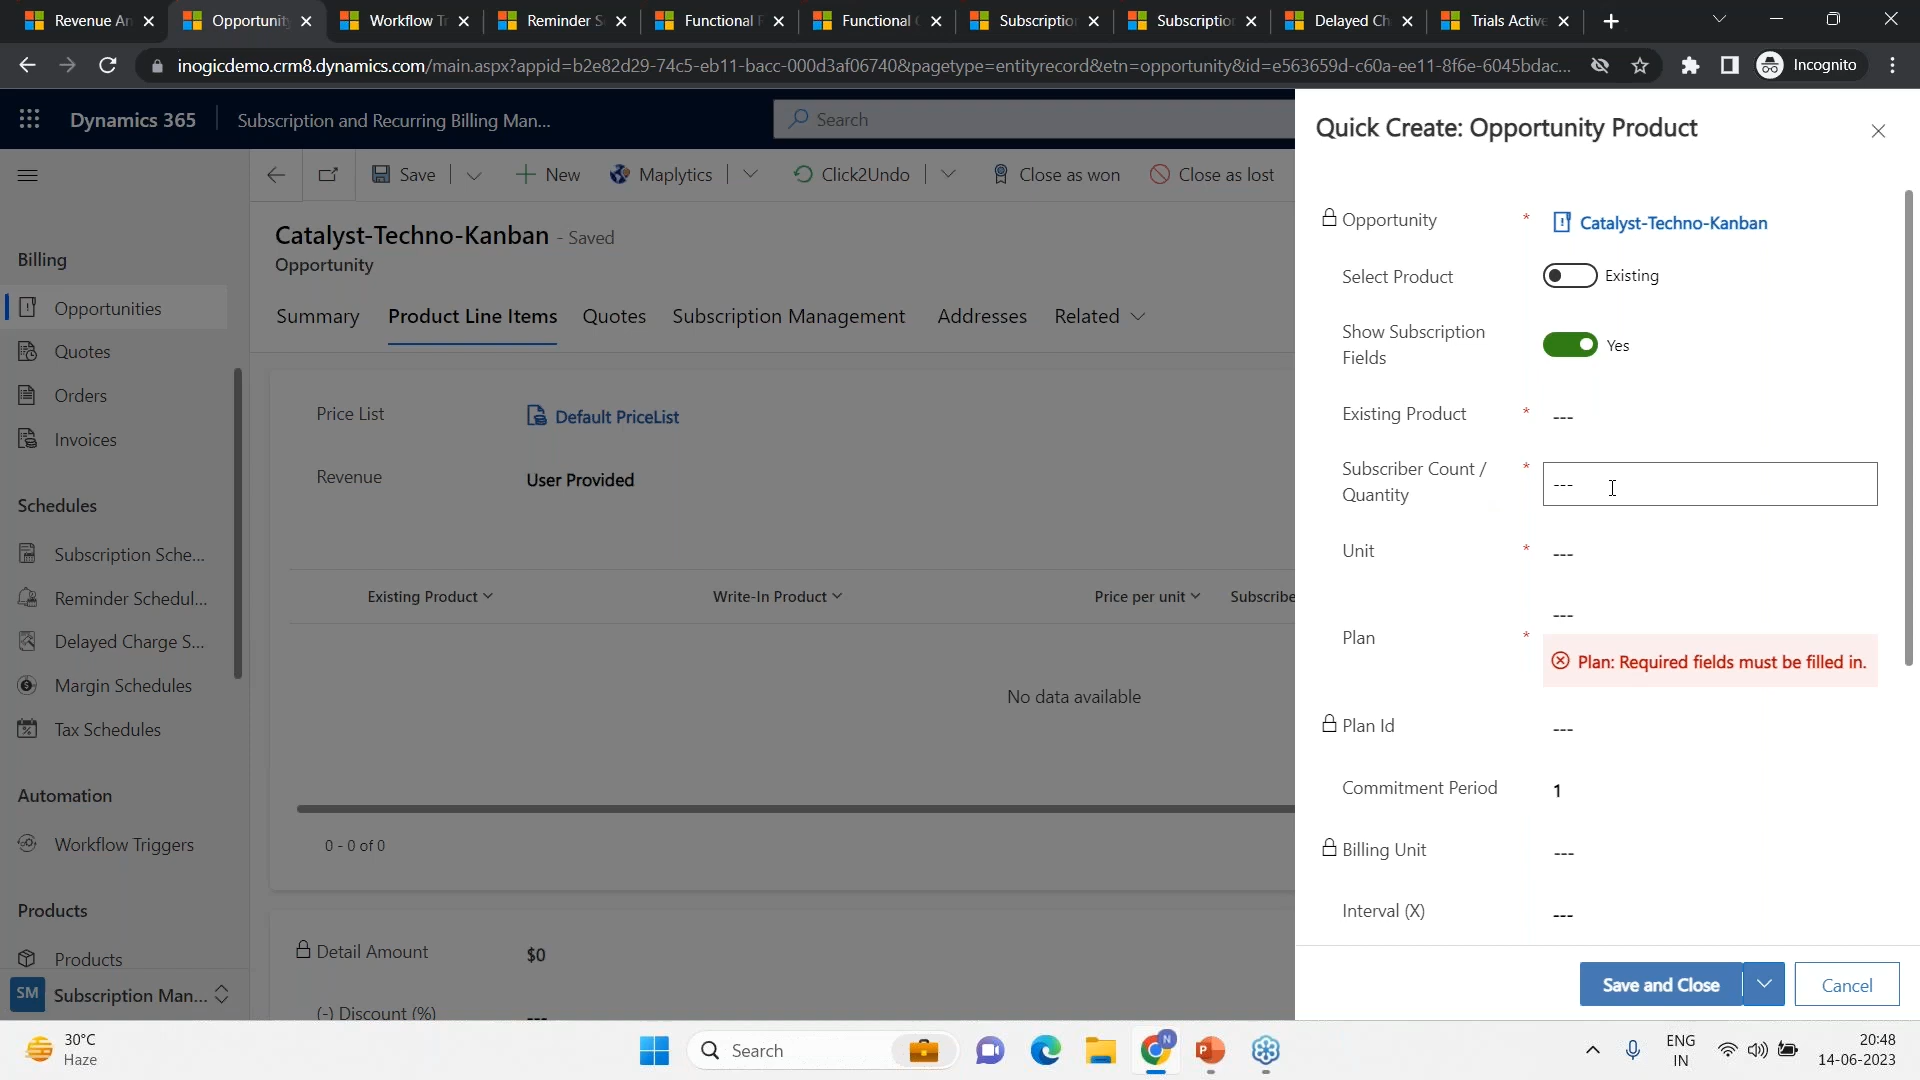 Revenue An
Opportunity
Workflow Tr
Reminder S
Functional F
Functional
Subscription
Subscription
Delayed Ch
Trials Active
inogicdemo.crm8.dynamics.com/main.aspx?appid=b2e82d29-74c5-eb11-bacc-000d3af06740&pagetype=entityrecord&etn=opportunity&id=e563659d-c60a-ee11-8f6e-6045bdac...
Incognito
Dynamics 365
Subscription and Recurring Billing Man...
Search
Save
New
Maplytics
Click2Undo
Close as won
Close as lost
Catalyst-Techno-Kanban - Saved
Opportunity
Summary
Product Line Items
Quotes
Subscription Management
Addresses
Related
Billing
Opportunities
Quotes
Orders
Invoices
Schedules
Subscription Sche...
Reminder Schedul...
Delayed Charge S...
Margin Schedules
Tax Schedules
Automation
Workflow Triggers
Products
Products
SM Subscription Man...
Price List
Default PriceList
Revenue
User Provided
Existing Product
Write-In Product
Price per unit
Subscribe
No data available
0 - 0 of 0
Detail Amount
$0
(-) Discount (%)
---
Quick Create: Opportunity Product
Opportunity *
Catalyst-Techno-Kanban
Select Product
Existing
Show Subscription
Fields
Yes
Existing Product *
---
Subscriber Count /
Quantity *
---
Unit *
---
Plan *
---
Plan: Required fields must be filled in.
Plan Id
---
Commitment Period
1
Billing Unit
---
Interval (X)
---
Save and Close
Cancel
30°C
Haze
Search
N
P
ENG
IN
20:48
14-06-2023